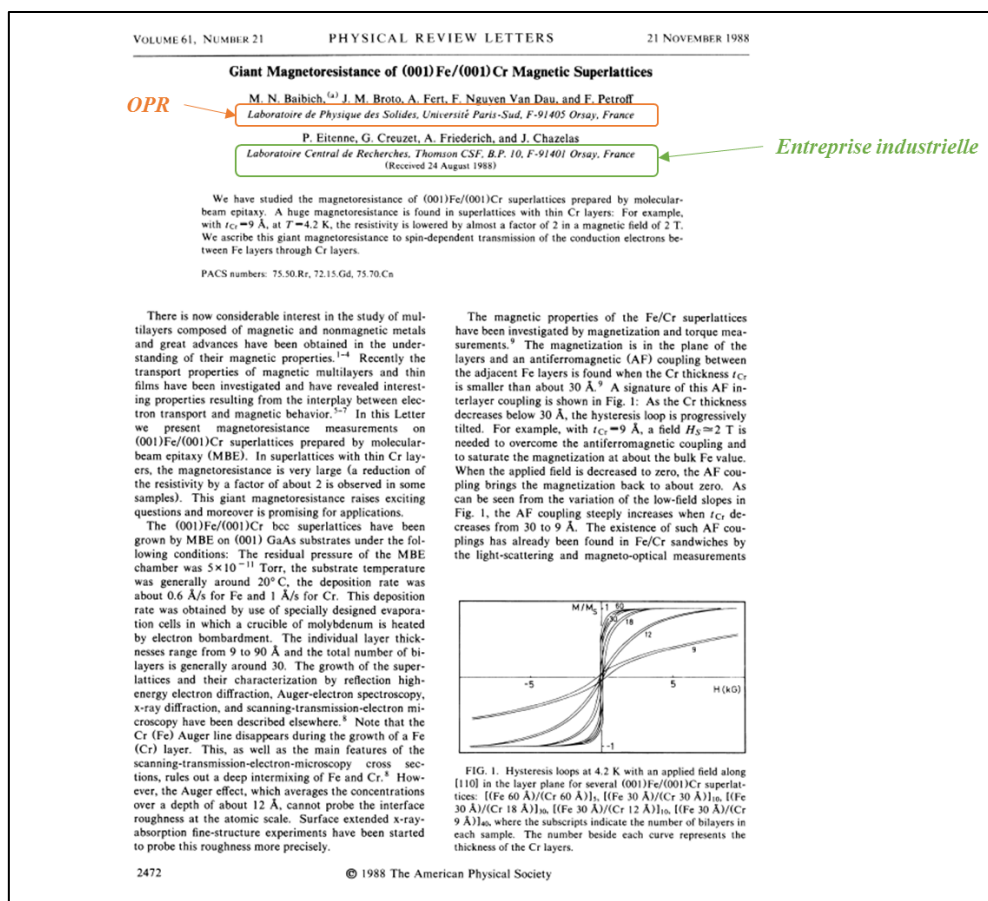 VOLUME 61, NUMBER 21 PHYSICAL REVIEW LETTERS 21 NOVEMBER 1988
Giant Magnetoresistance of (001)Fe/(001)Cr Magnetic Superlattices
M. N. Baibich, (a) J. M. Broto, A. Fert, F. Nguyen Van Dau, and F. Petroff
OPR
Laboratoire de Physique des Solides, Université Paris-Sud, F-91405 Orsay, France
P. Eitenne, G. Creuzet, A. Friederich, and J. Chazelas
Laboratoire Central de Recherches, Thomson CSF, B.P. 10, F-91401 Orsay, France
Entreprise industrielle
(Received 24 August 1988)
We have studied the magnetoresistance of (001)Fe/(001)Cr superlattices prepared by molecular-
beam epitaxy. A huge magnetoresistance is found in superlattices with thin Cr layers: For example,
with tCr=9 Å, at T=4.2 K, the resistivity is lowered by almost a factor of 2 in a magnetic field of 2 T.
We ascribe this giant magnetoresistance to spin-dependent transmission of the conduction electrons be-
tween Fe layers through Cr layers.
PACS numbers: 75.50.Rr, 72.15.Gd, 75.70.Cn
There is now considerable interest in the study of mul-
tilayers composed of magnetic and nonmagnetic metals
and great advances have been obtained in the under-
standing of their magnetic properties.1-4 Recently the
transport properties of magnetic multilayers and thin
films have been investigated and have revealed interest-
ing properties resulting from the interplay between elec-
tron transport and magnetic behavior.5-7 In this Letter
we present magnetoresistance measurements on
(001)Fe/(001)Cr superlattices prepared by molecular-
beam epitaxy (MBE). In superlattices with thin Cr lay-
ers, the magnetoresistance is very large (a reduction of
the resistivity by a factor of about 2 is observed in some
samples). This giant magnetoresistance raises exciting
questions and moreover is promising for applications.
The (001)Fe/(001)Cr bcc superlattices have been
grown by MBE on (001) GaAs substrates under the fol-
lowing conditions: The residual pressure of the MBE
chamber was 5×10−11 Torr, the substrate temperature
was generally around 20°C, the deposition rate was
about 0.6 Å/s for Fe and 1 Å/s for Cr. This deposition
rate was obtained by use of specially designed evapora-
tion cells in which a crucible of molybdenum is heated
by electron bombardment. The individual layer thick-
nesses range from 9 to 90 Å and the total number of bi-
layers is generally around 30. The growth of the super-
lattices and their characterization by reflection high-
energy electron diffraction, Auger-electron spectroscopy,
x-ray diffraction, and scanning-transmission-electron mi-
croscopy have been described elsewhere.8 Note that the
Cr (Fe) Auger line disappears during the growth of a Fe
(Cr) layer. This, as well as the main features of the
scanning-transmission-electron-microscopy cross sec-
tions, rules out a deep intermixing of Fe and Cr.8 How-
ever, the Auger effect, which averages the concentrations
over a depth of about 12 Å, cannot probe the interface
roughness at the atomic scale. Surface extended x-ray-
absorption fine-structure experiments have been started
to probe this roughness more precisely.
The magnetic properties of the Fe/Cr superlattices
have been investigated by magnetization and torque mea-
surements.9 The magnetization is in the plane of the
layers and an antiferromagnetic (AF) coupling between
the adjacent Fe layers is found when the Cr thickness tCr
is smaller than about 30 Å.9 A signature of this AF in-
terlayer coupling is shown in Fig. 1: As the Cr thickness
decreases below 30 Å, the hysteresis loop is progressively
tilted. For example, with tCr=9 Å, a field HS≃2 T is
needed to overcome the antiferromagnetic coupling and
to saturate the magnetization at about the bulk Fe value.
When the applied field is decreased to zero, the AF cou-
pling brings the magnetization back to about zero. As
can be seen from the variation of the low-field slopes in
Fig. 1, the AF coupling steeply increases when tCr de-
creases from 30 to 9 Å. The existence of such AF cou-
plings has already been found in Fe/Cr sandwiches by
the light-scattering and magneto-optical measurements
M/MS 1 60
30 18
12
9
-5 5
H (kG)
-1
FIG. 1. Hysteresis loops at 4.2 K with an applied field along
[110] in the layer plane for several (001)Fe/(001)Cr superlat-
tices: [(Fe 60 Å)/(Cr 60 Å)]5, [(Fe 30 Å)/(Cr 30 Å)]10, [(Fe
30 Å)/(Cr 18 Å)]30, [(Fe 30 Å)/(Cr 12 Å)]10, [(Fe 30 Å)/(Cr
9 Å)]40, where the subscripts indicate the number of bilayers in
each sample. The number beside each curve represents the
thickness of the Cr layers.
2472 © 1988 The American Physical Society